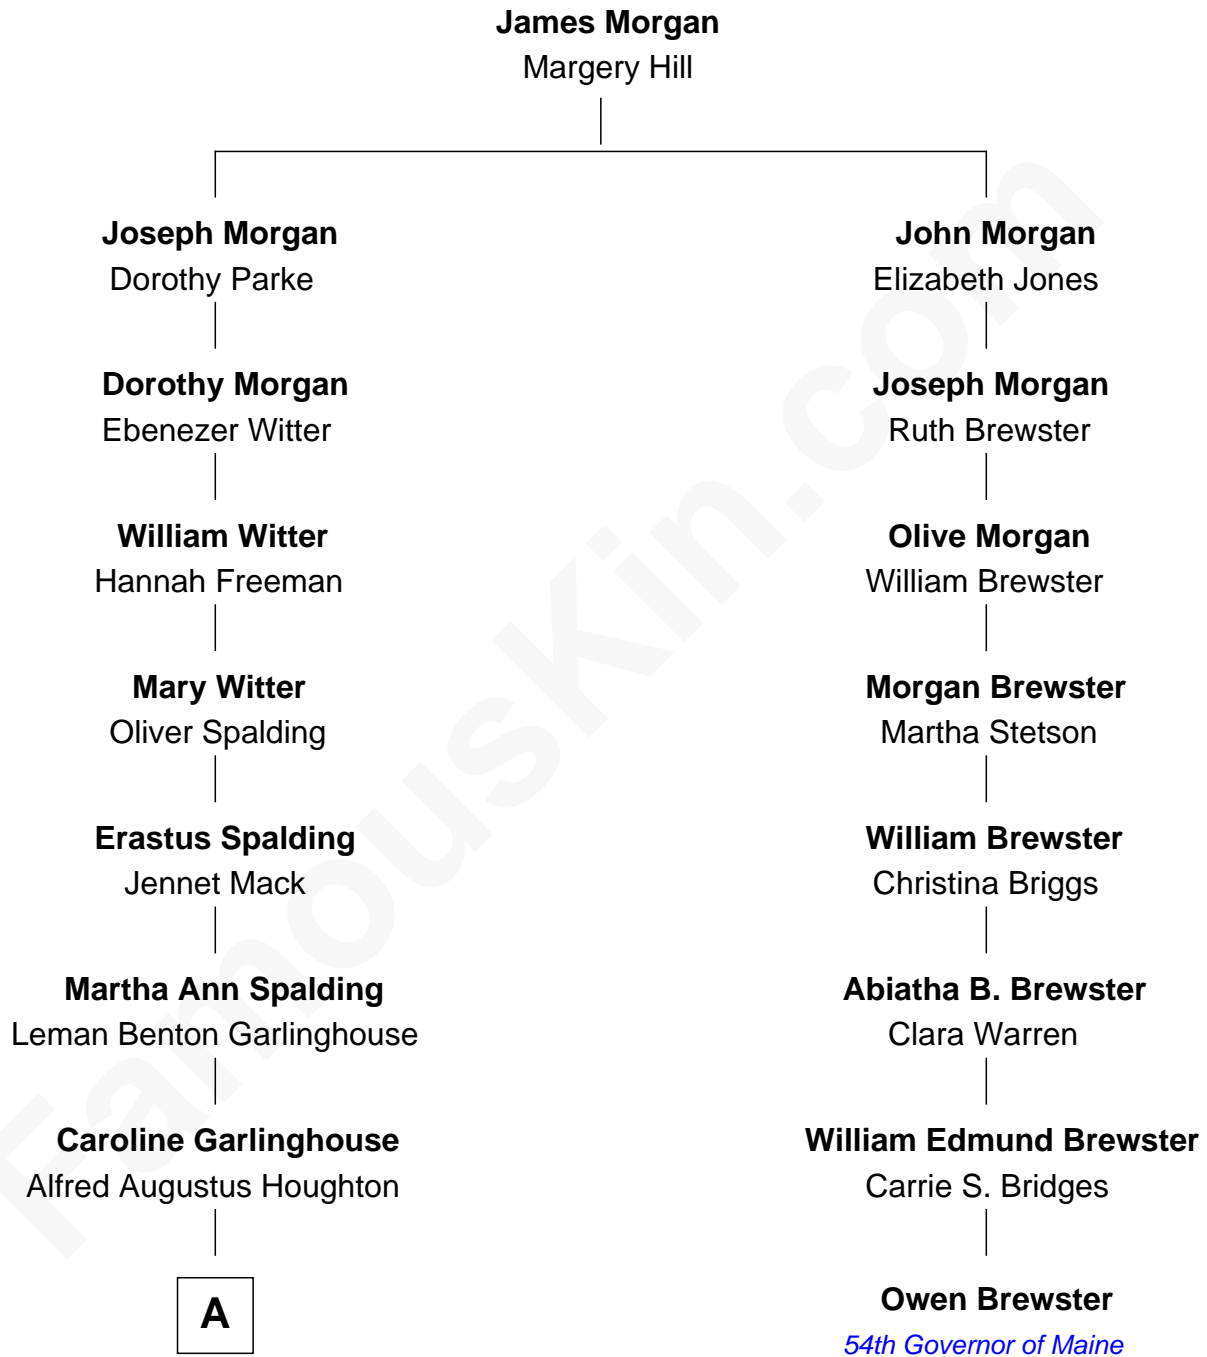 James Morgan
Margery Hill
Joseph Morgan
Dorothy Parke
John Morgan
Elizabeth Jones
Dorothy Morgan
Ebenezer Witter
Joseph Morgan
Ruth Brewster
William Witter
Hannah Freeman
Olive Morgan
William Brewster
Mary Witter
Oliver Spalding
Morgan Brewster
Martha Stetson
Erastus Spalding
Jennet Mack
William Brewster
Christina Briggs
Martha Ann Spalding
Leman Benton Garlinghouse
Abiatha B. Brewster
Clara Warren
Caroline Garlinghouse
Alfred Augustus Houghton
William Edmund Brewster
Carrie S. Bridges
A
Owen Brewster
54th Governor of Maine
FamousKin.com